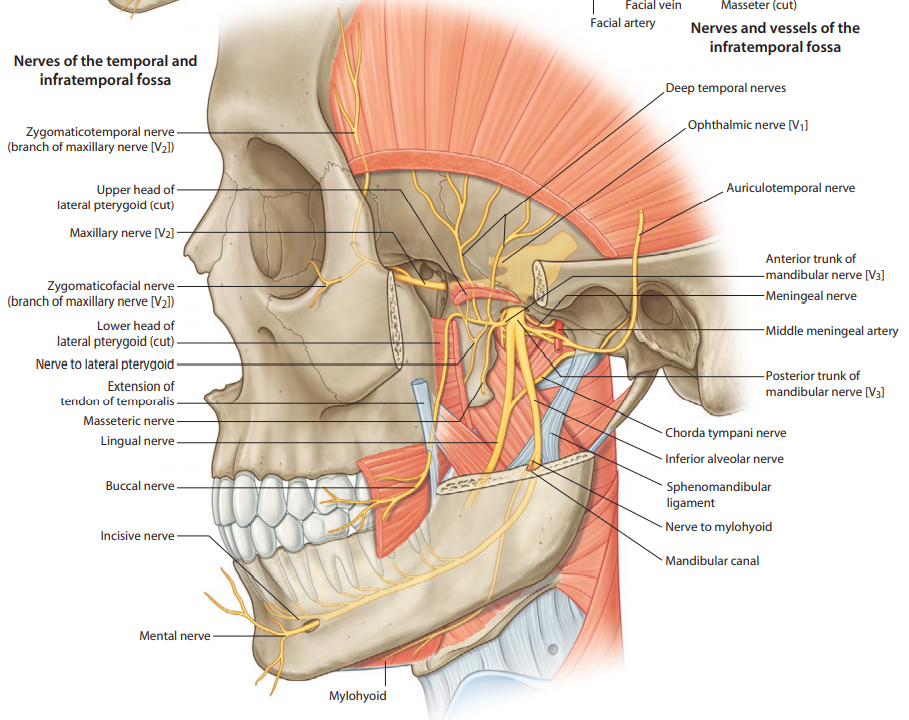 Facial vein
Masseter (cut)
Facial artery
Nerves and vessels of the
infratemporal fossa
Nerves of the temporal and
infratemporal fossa
Zygomaticotemporal nerve
(branch of maxillary nerve [V2])
Upper head of
lateral pterygoid (cut)
Maxillary nerve [V2]
Zygomaticofacial nerve
(branch of maxillary nerve [V2])
Lower head of
lateral pterygoid (cut)
Nerve to lateral pterygoid
Extension of
tendon of temporalis
Masseteric nerve
Lingual nerve
Buccal nerve
Incisive nerve
Mental nerve
Mylohyoid
Deep temporal nerves
Ophthalmic nerve [V1]
Auriculotemporal nerve
Anterior trunk of
mandibular nerve [V3]
Meningeal nerve
Middle meningeal artery
Posterior trunk of
mandibular nerve [V3]
Chorda tympani nerve
Inferior alveolar nerve
Sphenomandibular
ligament
Nerve to mylohyoid
Mandibular canal